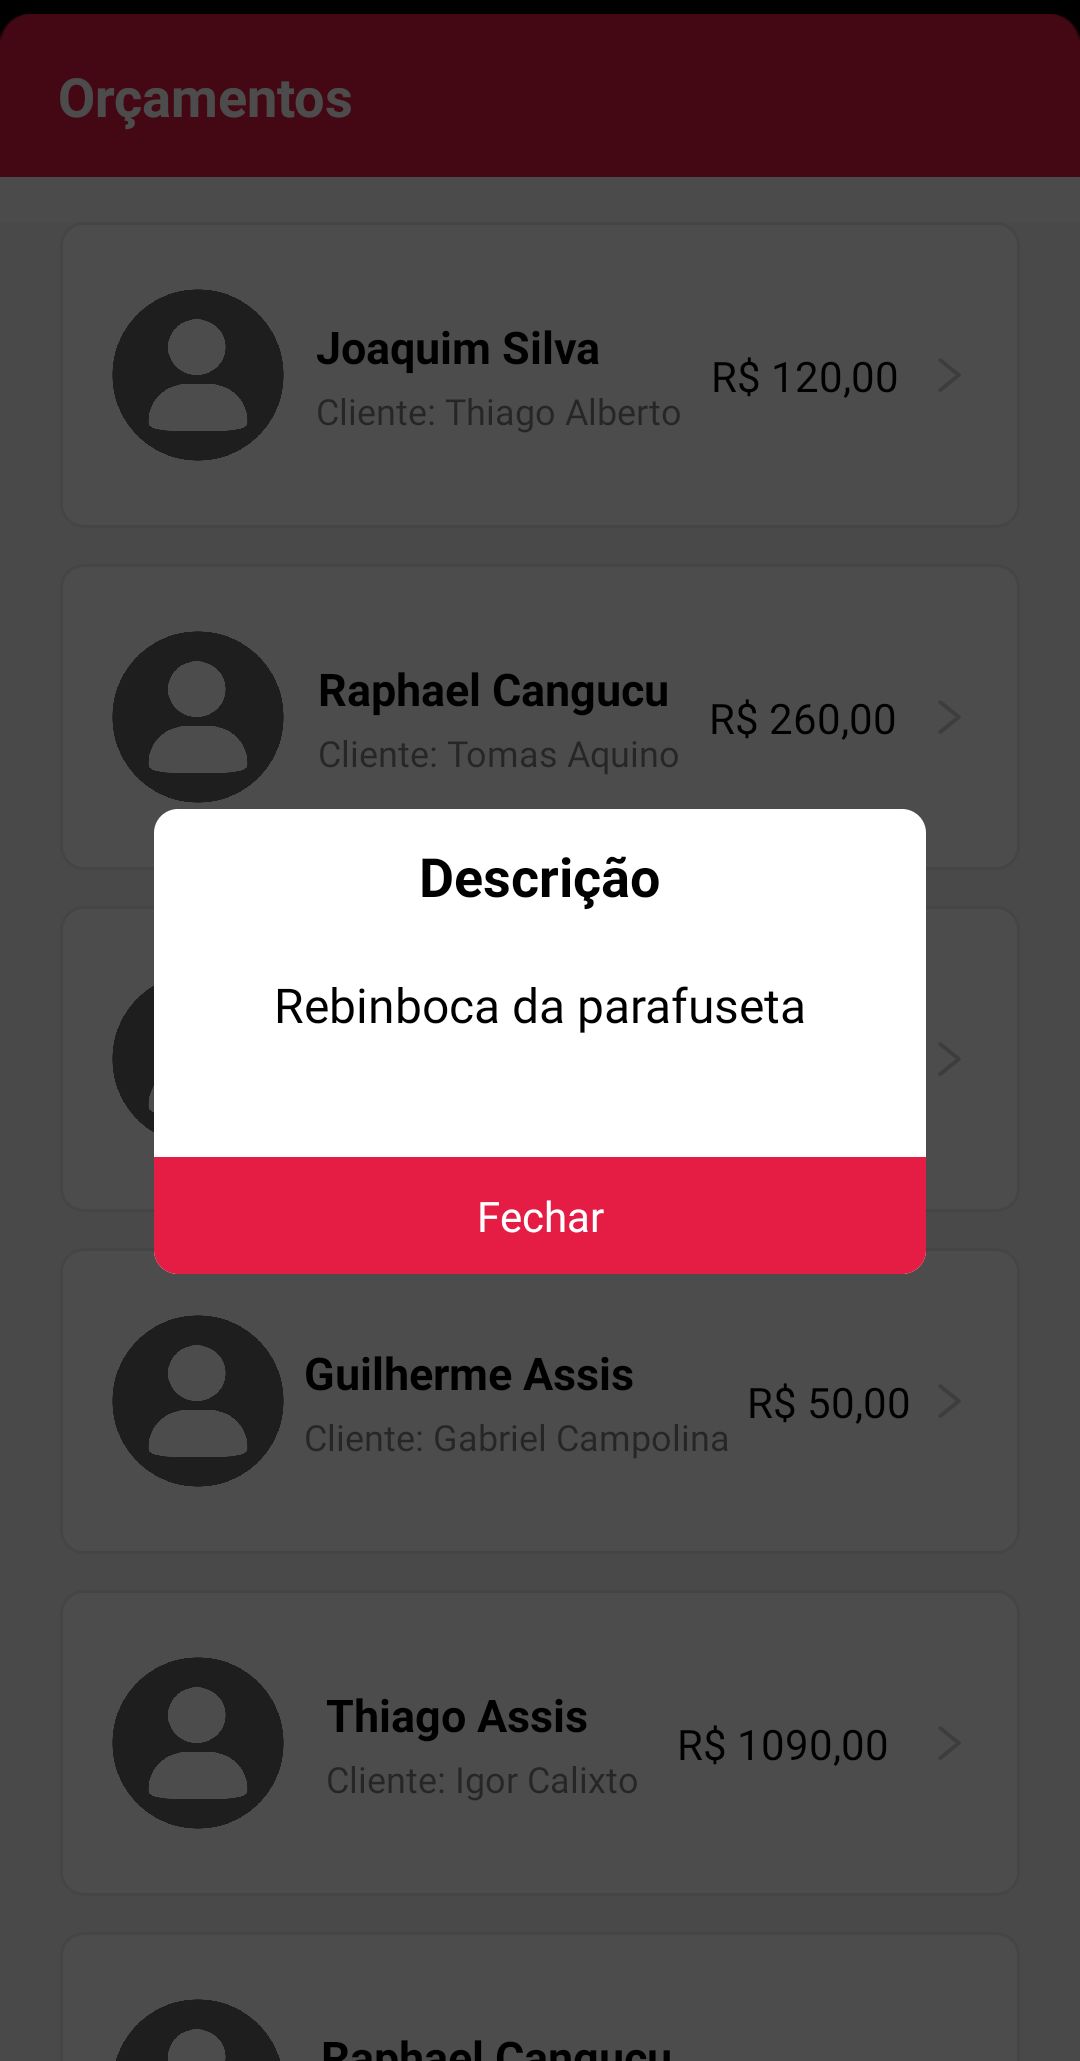 Orçamentos
Joaquim Silva
Cliente: Thiago Alberto
R$ 120,00
Raphael Cangucu
Cliente: Tomas Aquino
R$ 260,00
Descrição
Rebinboca da parafuseta
Fechar
Guilherme Assis
Cliente: Gabriel Campolina
R$ 50,00
Thiago Assis
Cliente: Igor Calixto
R$ 1090,00
Raphael Cangucu